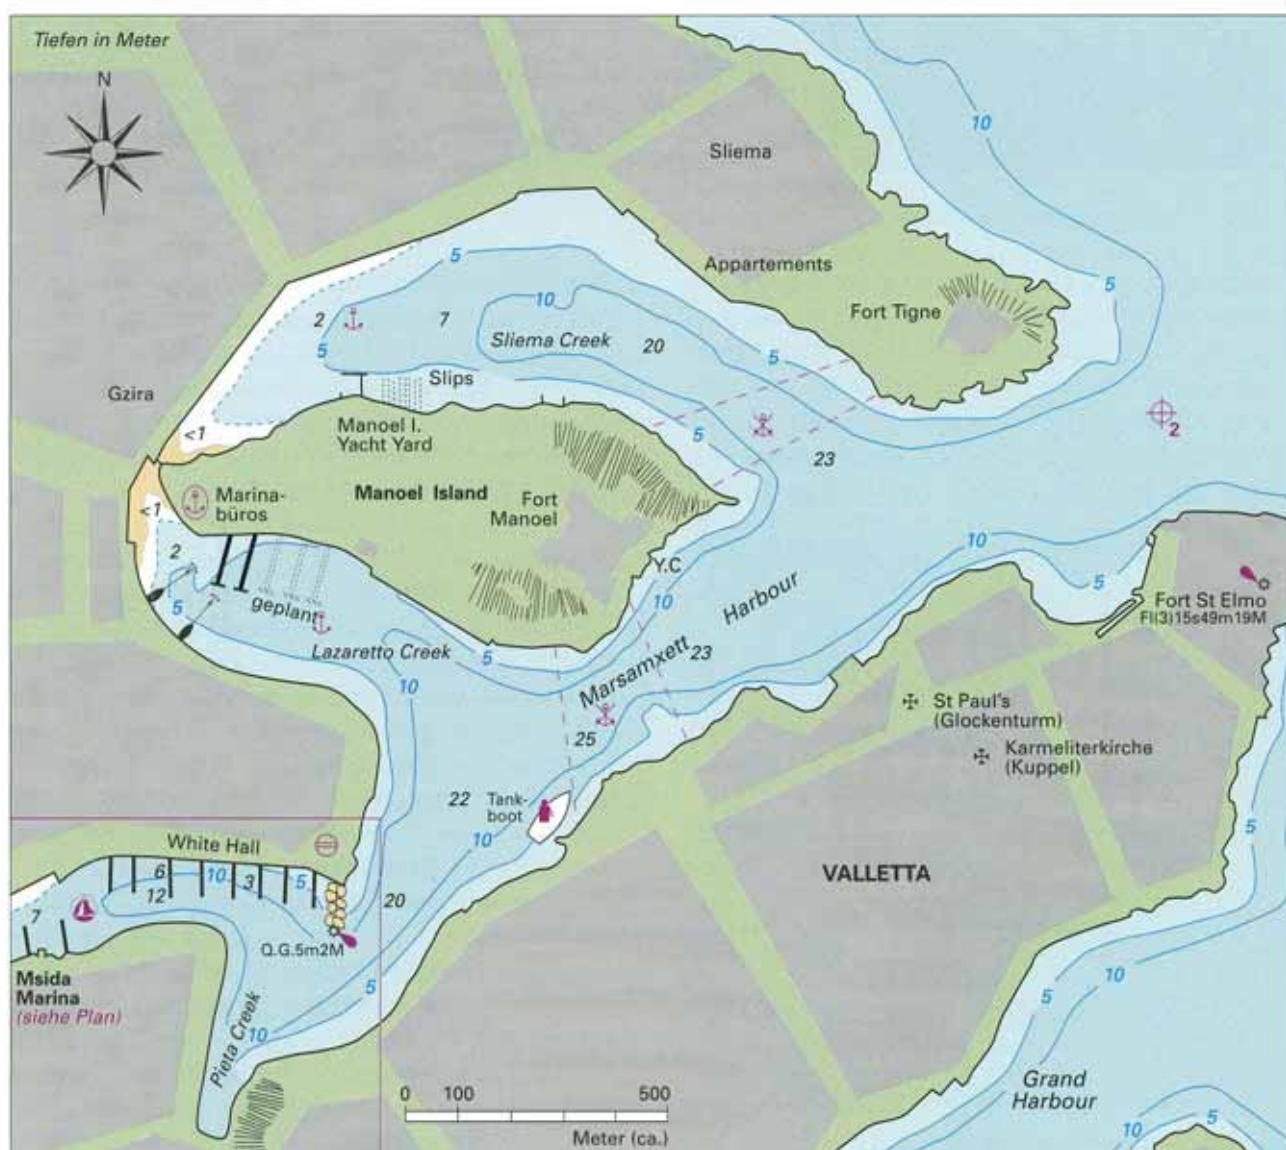 Tiefen in Meter
N
10
Sliema
5
Appartements
5
10
Fort Tigne
2
7
Sliema Creek
20
5
5
Slips
Gzira
2
Manoel I.
Yacht Yard
<1
5
23
Manoel Island
Marina-
büros
Fort
Manoel
<1
2
10
Y.C
5
5
geplant
10
Harbour
Fort St Elmo
Fl(3)15s49m19M
Lazaretto Creek
5
23
10
Marsamxett
St Paul's
(Glockenturm)
25
Karmeliterkirche
(Kuppel)
22
Tank-
boot
10
5
White Hall
6
10
3
5
12
20
VALLETTA
7
Q.G.5m2M
Msida
Marina
(siehe Plan)
5
10
5
Pieta Creek
10
0 100 500
Meter (ca.)
Grand
Harbour
5
10